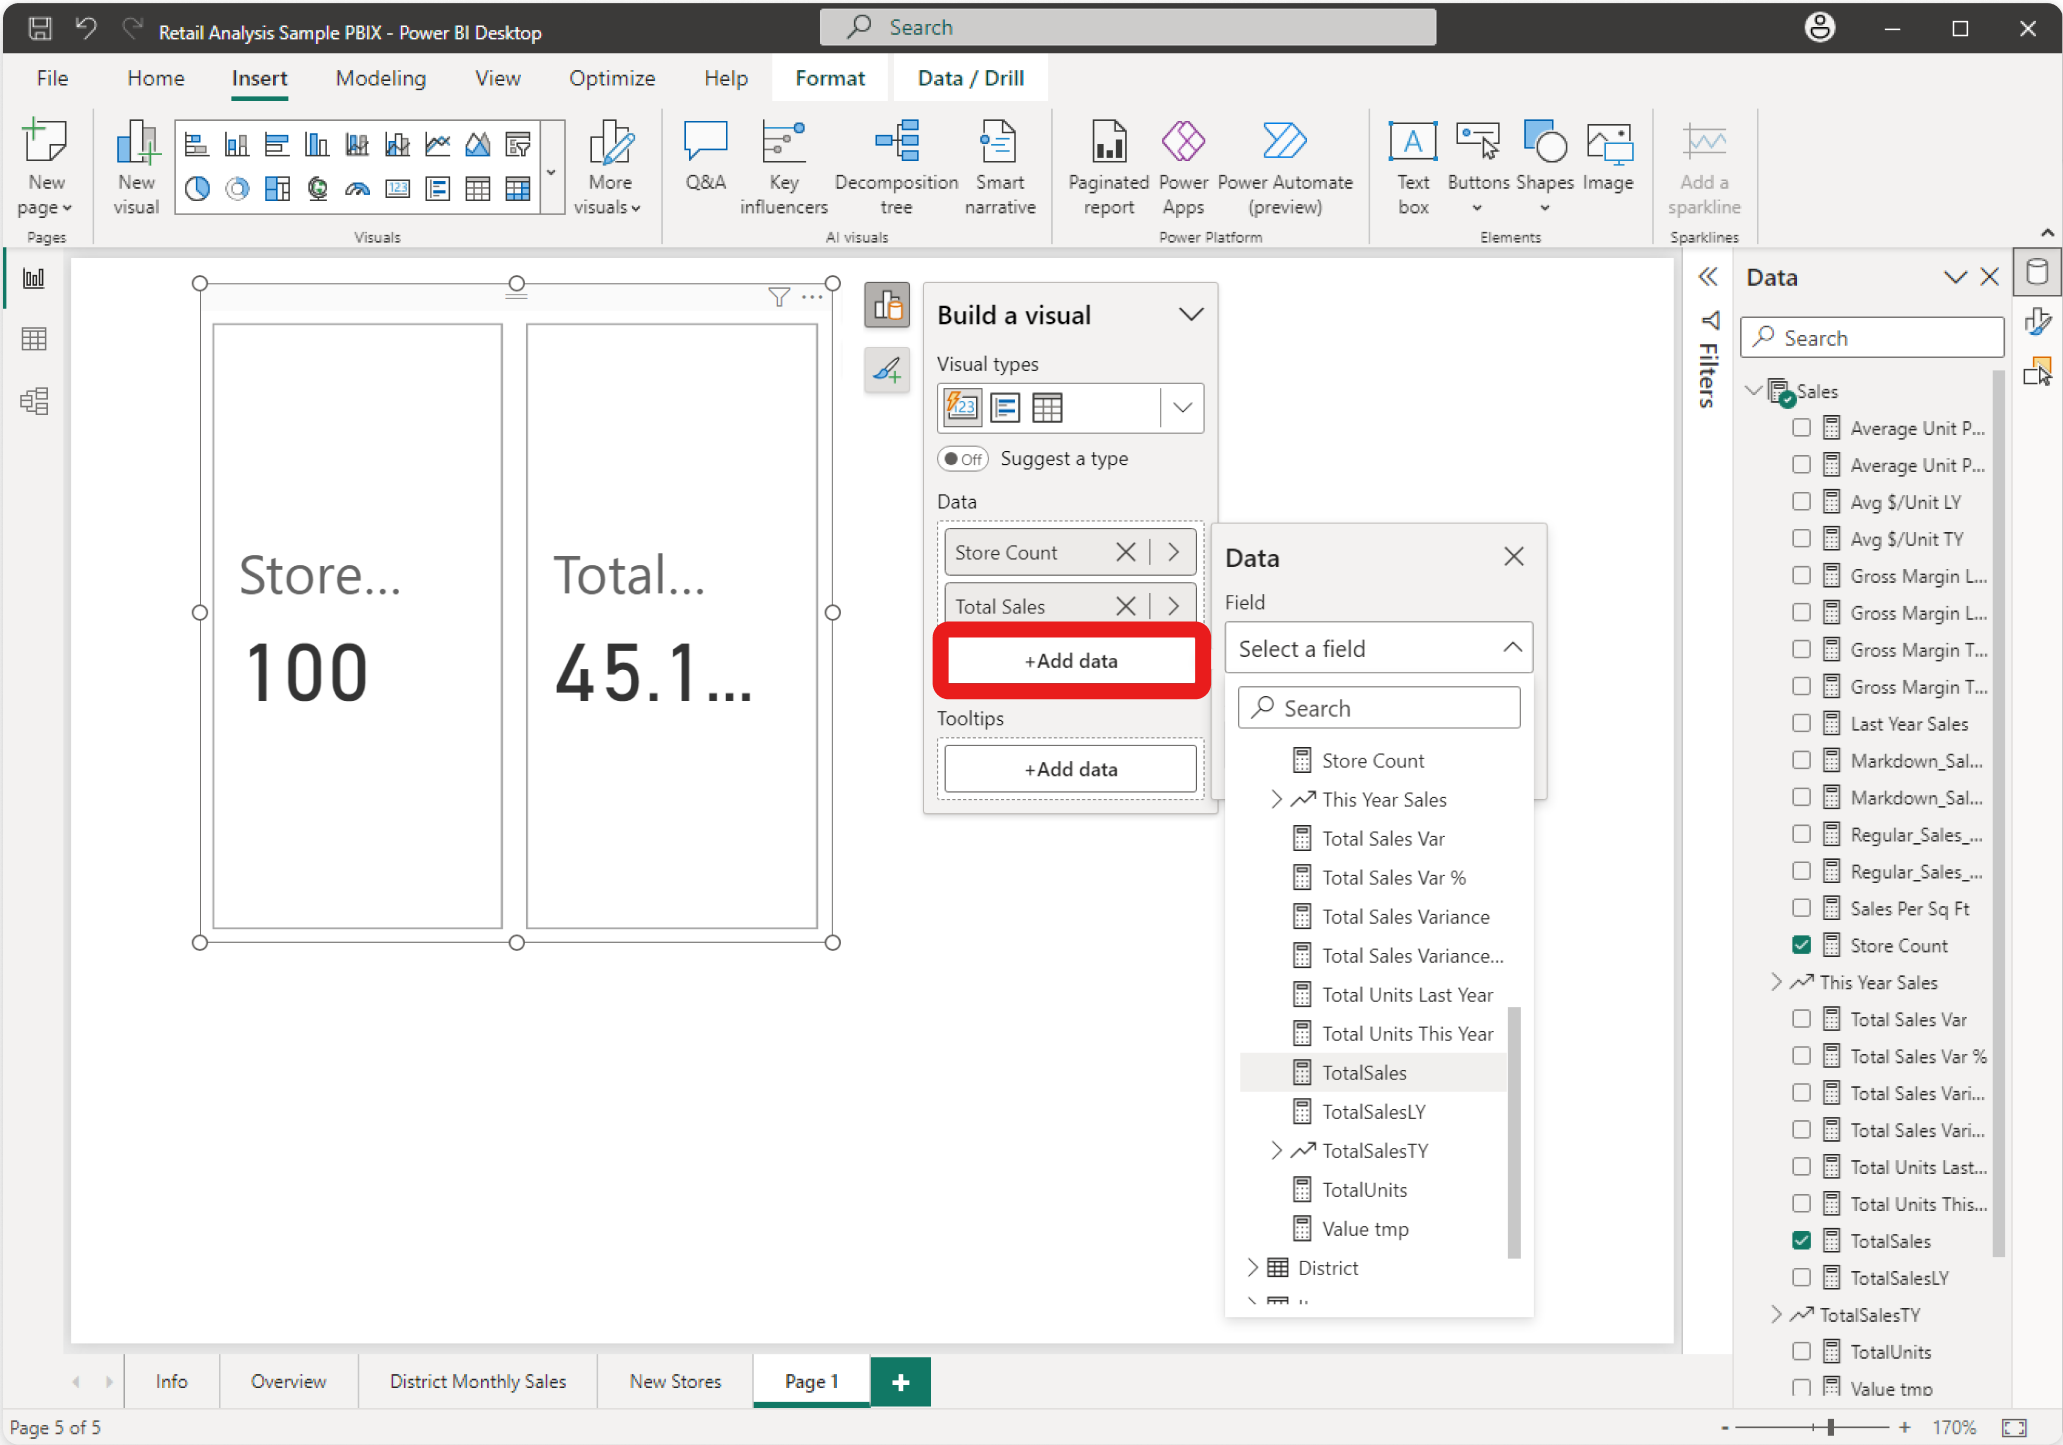 Retail Analysis Sample PBIX - Power BI Desktop
Search
File
Home
Insert
Modeling
View
Optimize
Help
Format
Data / Drill
New page
New visual
More visuals
Q&A
Key influencers
Decomposition tree
Smart narrative
Paginated report
Power Apps
Power Automate (preview)
Text box
Buttons
Shapes
Image
Add a sparkline
Pages
Visuals
AI visuals
Power Platform
Elements
Sparklines
Store...
100
Total...
45.1...
Build a visual
Visual types
123
Off
Suggest a type
Data
Store Count
Total Sales
+Add data
Tooltips
+Add data
Data
Field
Select a field
Search
Store Count
This Year Sales
Total Sales Var
Total Sales Var %
Total Sales Variance
Total Sales Variance...
Total Units Last Year
Total Units This Year
TotalSales
TotalSalesLY
TotalSalesTY
TotalUnits
Value tmp
District
Filters
Data
Search
Sales
Average Unit P...
Average Unit P...
Avg $/Unit LY
Avg $/Unit TY
Gross Margin L...
Gross Margin L...
Gross Margin T...
Gross Margin T...
Last Year Sales
Markdown_Sal...
Markdown_Sal...
Regular_Sales_...
Regular_Sales_...
Sales Per Sq Ft
Store Count
This Year Sales
Total Sales Var
Total Sales Var %
Total Sales Vari...
Total Sales Vari...
Total Units Last...
Total Units This...
TotalSales
TotalSalesLY
TotalSalesTY
TotalUnits
Value tmp
Info
Overview
District Monthly Sales
New Stores
Page 1
+
Page 5 of 5
- + 170%